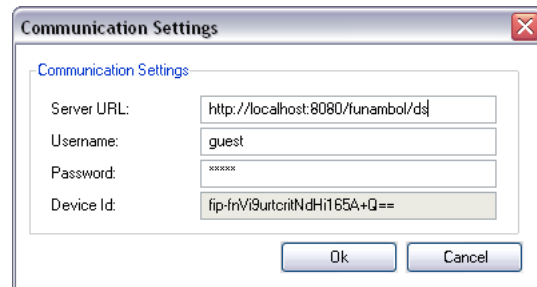 Communication Settings
Communication Settings
Server URL: http://localhost:8080/funambol/ds
Username: guest
Password: *****
Device Id: fip-fnVi9urtcritNdHi165A+Q==
Ok Cancel